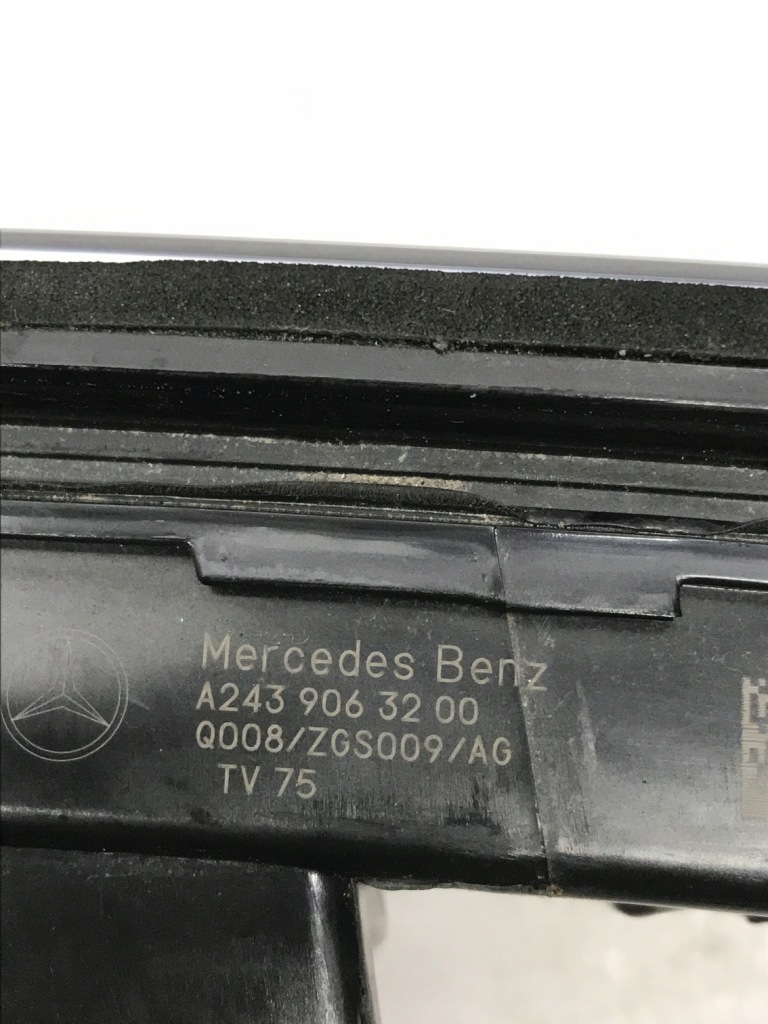 Mercedes Benz
A243 906 32 00
Q008/ZGS009/AG
TV 75